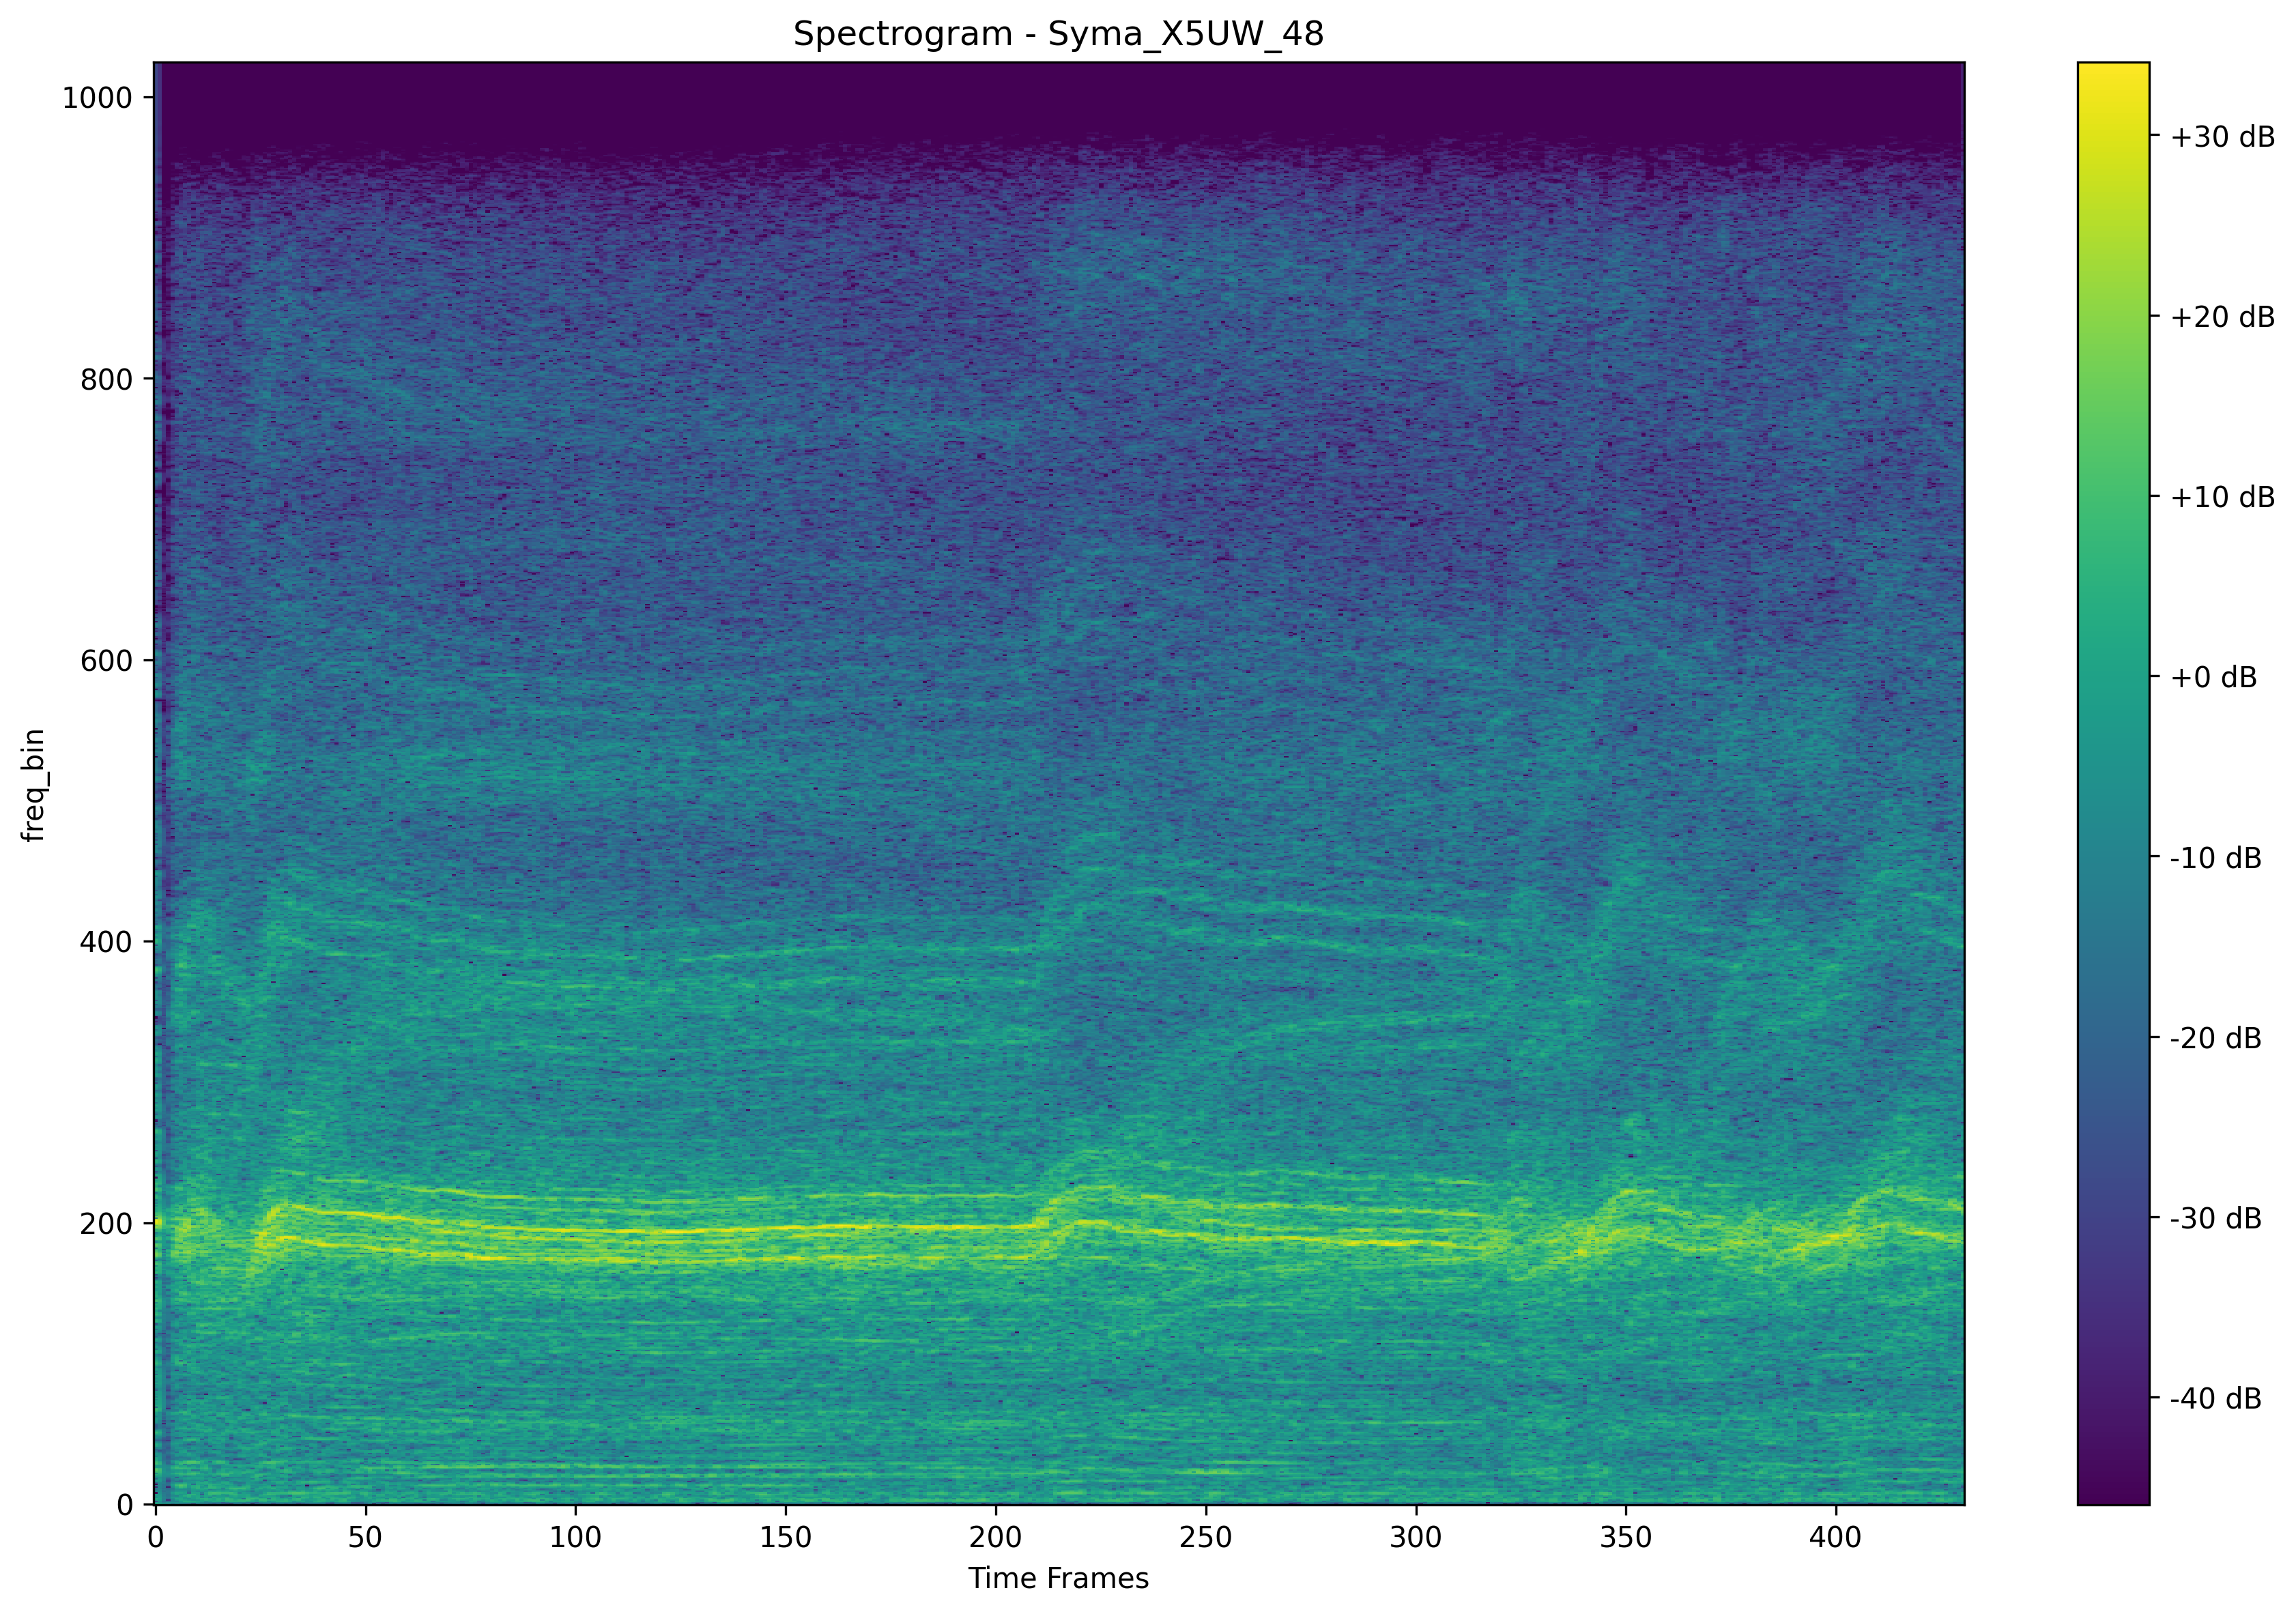 Spectrogram - Syma_X5UW_48
1000
800
600
400
200
0
freq_bin
0 50 100 150 200 250 300 350 400
Time Frames
+30 dB
+20 dB
+10 dB
+0 dB
-10 dB
-20 dB
-30 dB
-40 dB